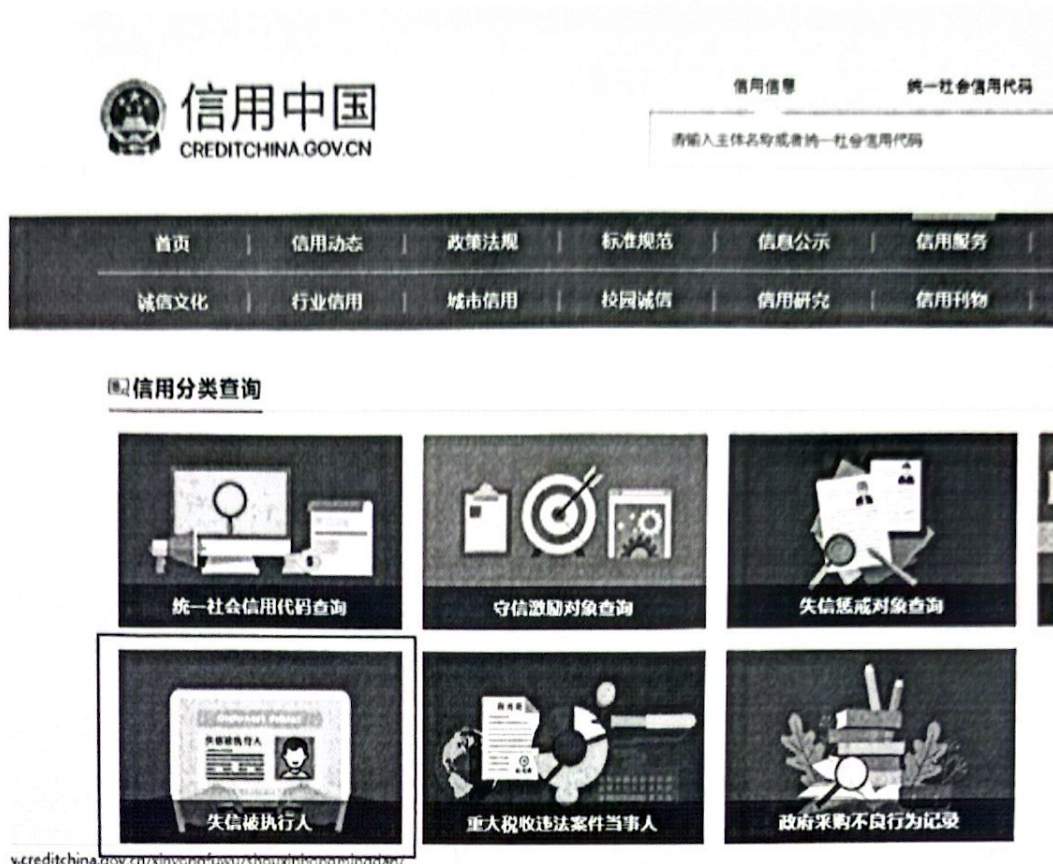 信用中国
CREDITCHINA.GOV.CN
信用信息 统一社会信用代码
请输入主体名称或者统一社会信用代码
首页 | 信用动态 | 政策法规 | 标准规范 | 信息公示 | 信用服务 |
诚信文化 | 行业信用 | 城市信用 | 校园诚信 | 信用研究 | 信用刊物 |
信用分类查询
统一社会信用代码查询 守信激励对象查询 失信惩戒对象查询
失信被执行人
失信被执行人 重大税收违法案件当事人 政府采购不良行为记录